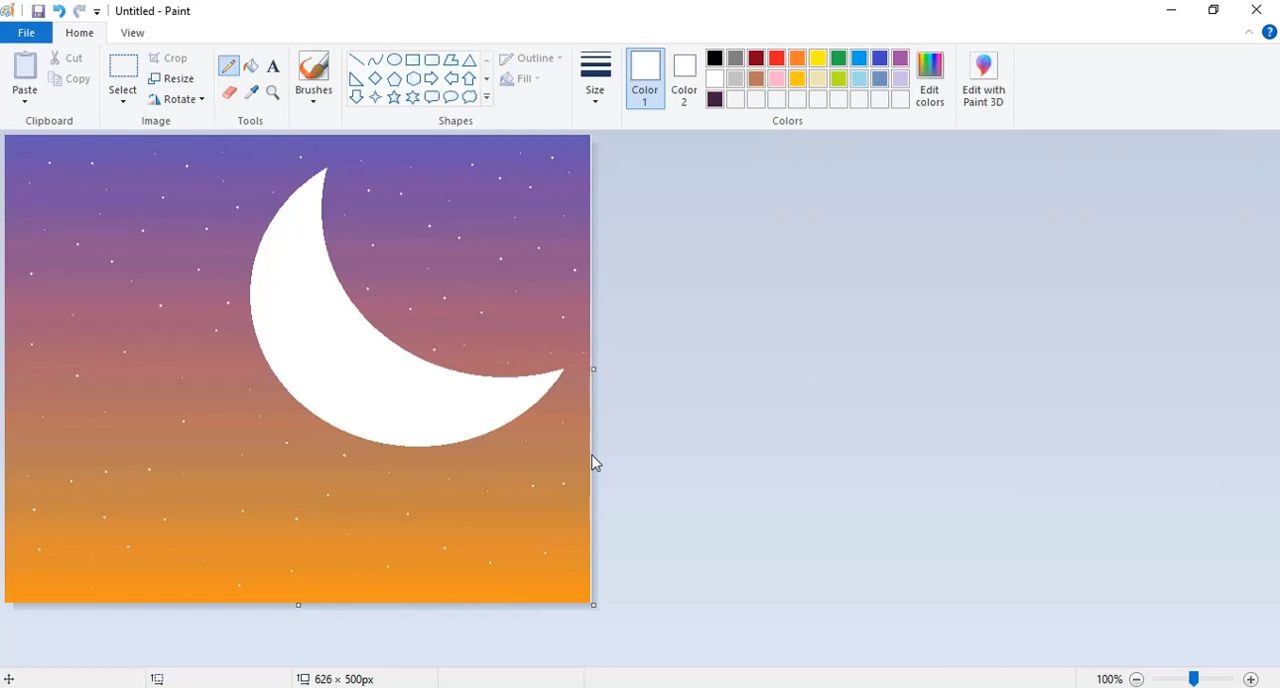 Untitled - Paint
File Home View
Paste
Cut
Copy
Clipboard
Select
Crop
Resize
Rotate
Image
A
Tools
Brushes
Shapes
Outline
Fill
Size
Color 1
Color 2
Edit colors
Colors
Edit with Paint 3D
?
626 × 500px
100%